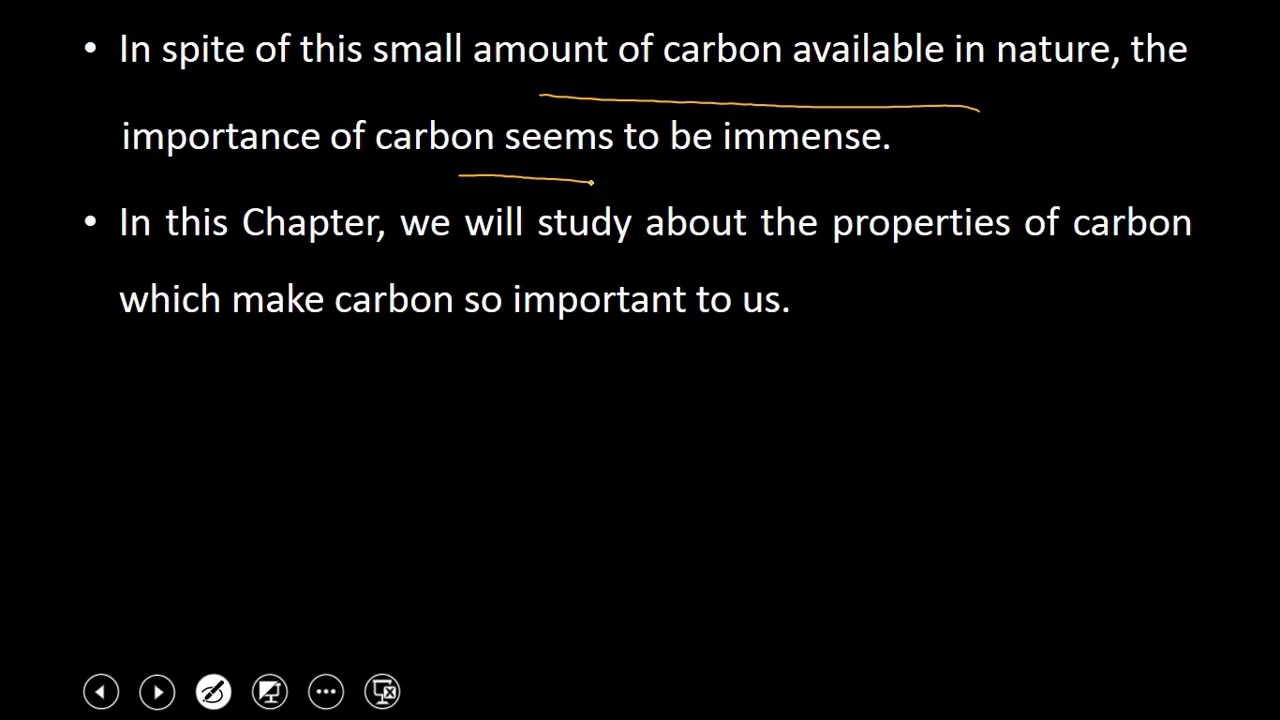 • In spite of this small amount of carbon available in nature, the
importance of carbon seems to be immense.
• In this Chapter, we will study about the properties of carbon
which make carbon so important to us.